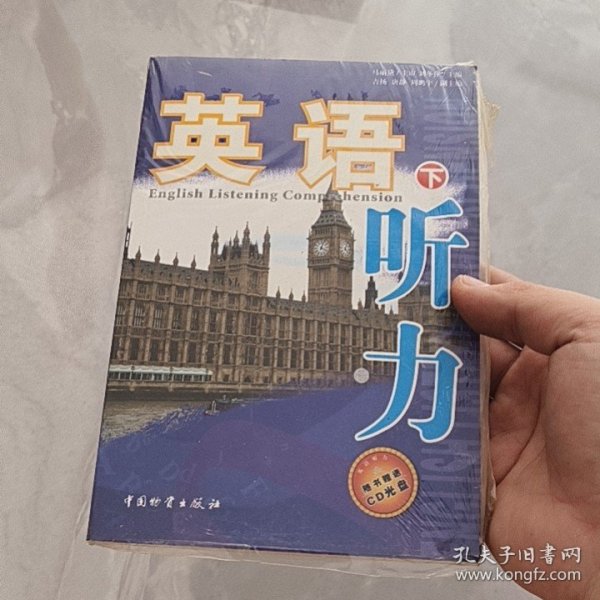 英语
下
English Listening Comprehension
听力
随书赠送
CD光盘
中国物资出版社
孔夫子旧书网
www.kongfz.com